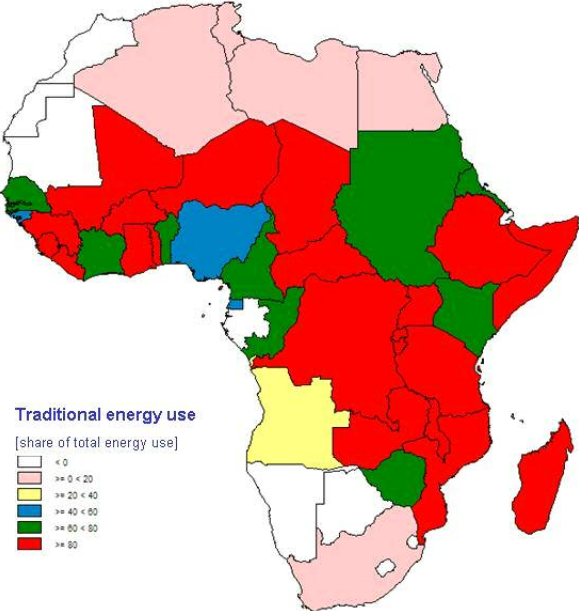 Traditional energy use
[share of total energy use]
< 0
>= 0 < 20
>= 20 < 40
>= 40 < 60
>= 60 < 80
>= 80